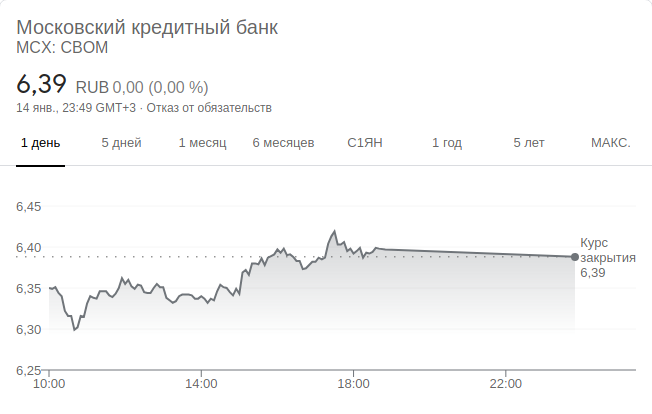 Московский кредитный банк
MCX: CBOM
6,39 RUB 0,00 (0,00 %)
14 янв., 23:49 GMT+3 · Отказ от обязательств
1 день 5 дней 1 месяц 6 месяцев С1ЯН 1 год 5 лет МАКС.
6,45
6,40
Курс
закрытия
6,39
6,35
6,30
6,25
10:00 14:00 18:00 22:00